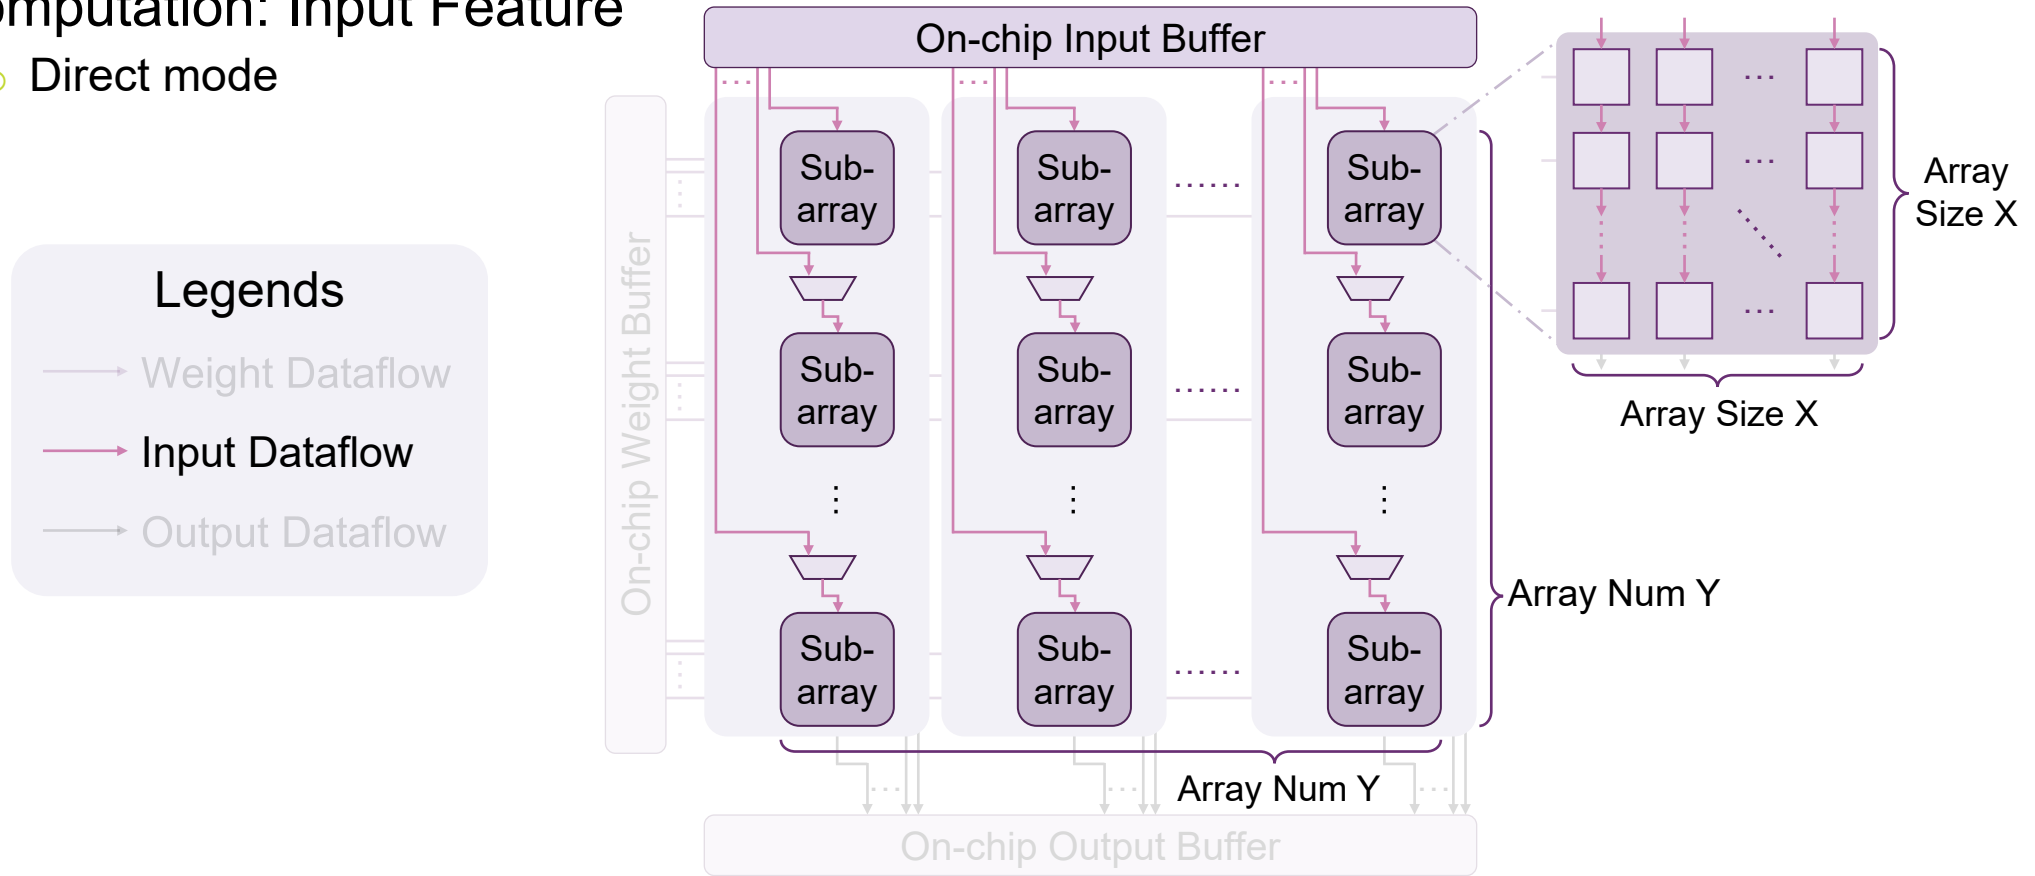 omputation: Input Feature
Direct mode
On-chip Input Buffer
On-chip Weight Buffer
Sub-
array
Sub-
array
Sub-
array
Sub-
array
Sub-
array
Sub-
array
Sub-
array
Sub-
array
Sub-
array
Array
Size X
Array Size X
Array Num Y
Array Num Y
On-chip Output Buffer
Legends
Weight Dataflow
Input Dataflow
Output Dataflow